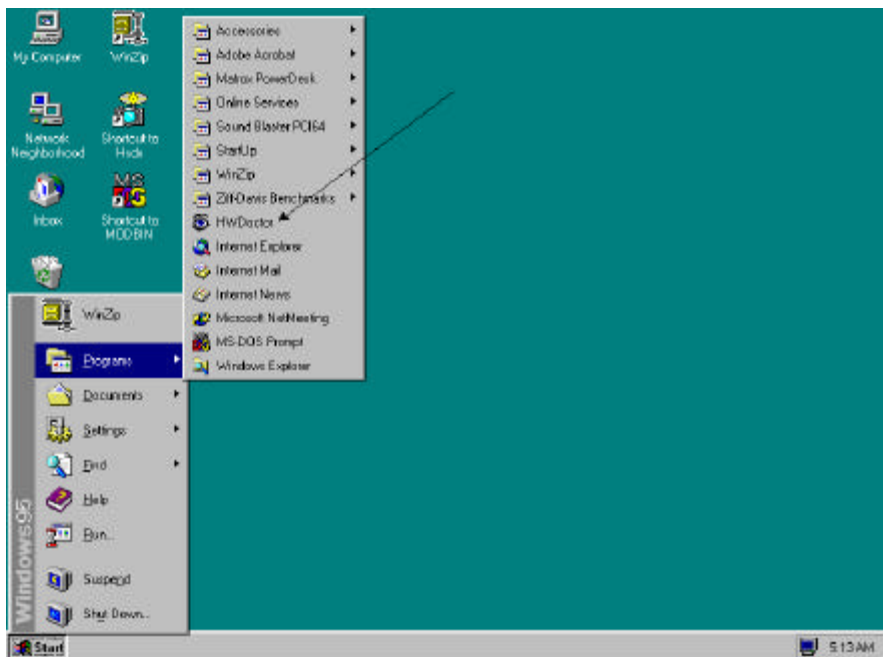 My Computer
WinZip
Network Neighborhood
Shortcut to Hwdr
Inbox
Shortcut to MODBIN
Accessories
Adobe Acrobat
Matrox PowerDesk
Online Services
Sound Blaster PCI64
StartUp
WinZip
Ziff-Davis Benchmarks
HWDoctor
Internet Explorer
Internet Mail
Internet News
Microsoft NetMeeting
MS-DOS Prompt
Windows Explorer
WinZip
Programs
Documents
Settings
Find
Help
Run...
Suspend
Shut Down...
Windows95
Start
5:13 AM